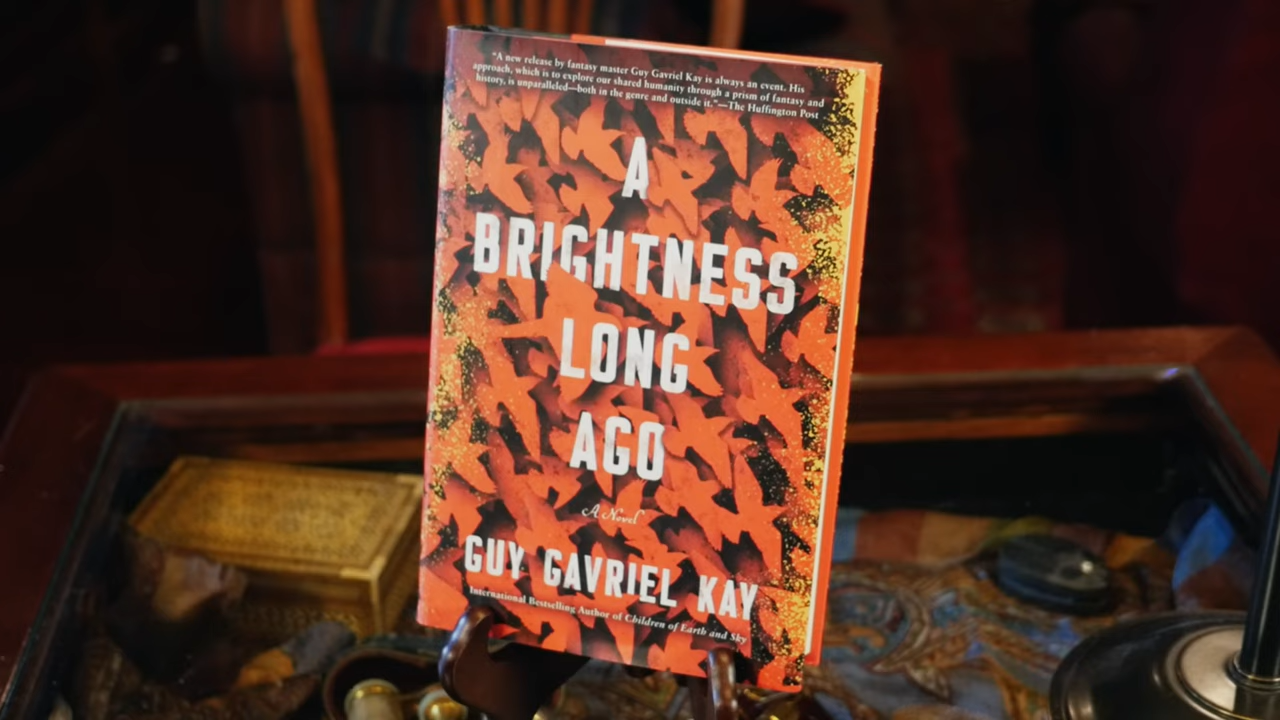 "A new release by fantasy master Guy Gavriel Kay is always an event. His
approach, which is to explore our shared humanity through a prism of fantasy and
history, is unparalleled—both in the genre and outside it."—The Huffington Post
A
BRIGHTNESS
LONG
AGO
A Novel
GUY GAVRIEL KAY
International Bestselling Author of Children of Earth and Sky